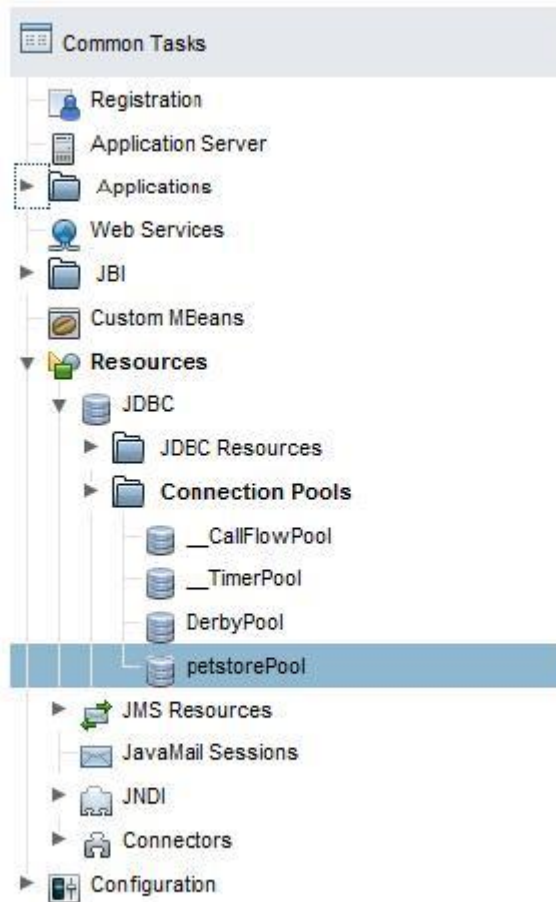 Common Tasks
Registration
Application Server
Applications
Web Services
JBI
Custom MBeans
Resources
JDBC
JDBC Resources
Connection Pools
__CallFlowPool
__TimerPool
DerbyPool
petstorePool
JMS Resources
JavaMail Sessions
JNDI
Connectors
Configuration